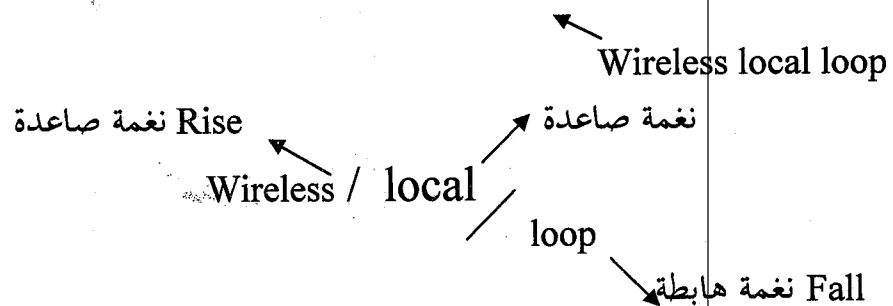 Wireless local loop
نغمة صاعدة Rise
نغمة صاعدة
Wireless / local /
loop
نغمة هابطة Fall